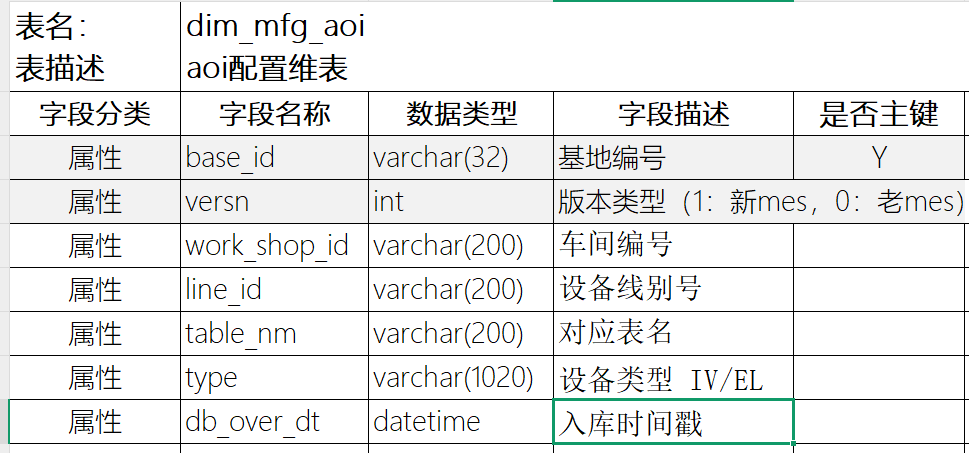 表名： dim_mfg_aoi
表描述 aoi配置维表
字段分类 字段名称 数据类型 字段描述 是否主键
属性 base_id varchar(32) 基地编号 Y
属性 versn int 版本类型（1：新mes，0：老mes)
属性 work_shop_id varchar(200) 车间编号
属性 line_id varchar(200) 设备线别号
属性 table_nm varchar(200) 对应表名
属性 type varchar(1020) 设备类型 IV/EL
属性 db_over_dt datetime 入库时间戳